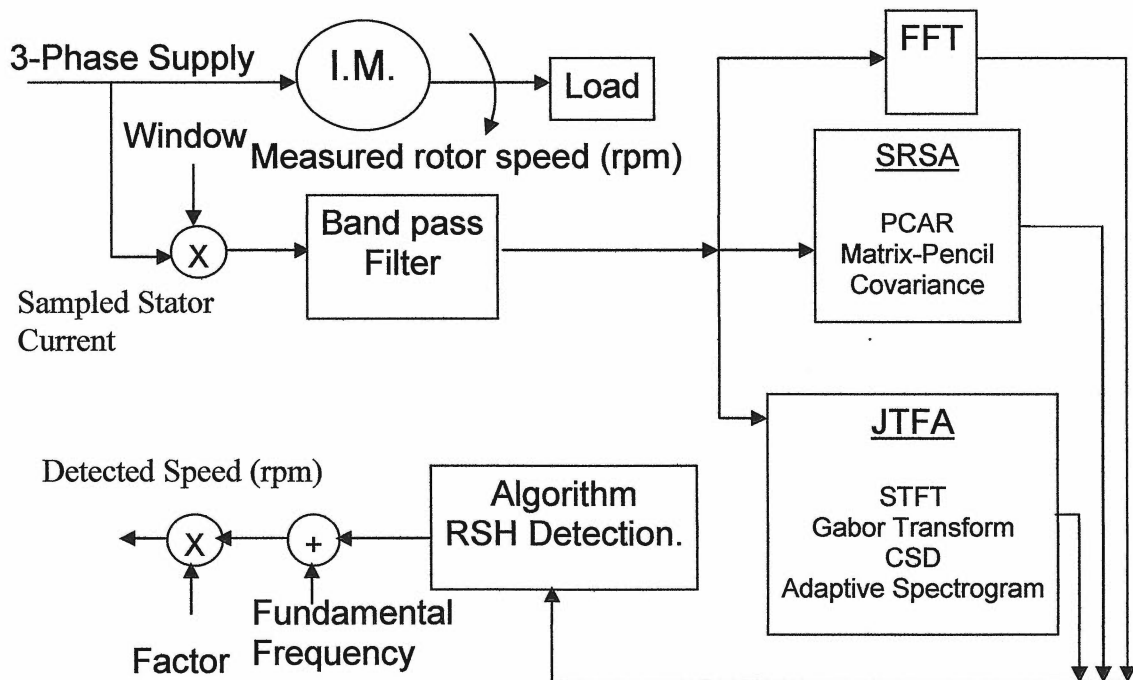 3-Phase Supply
I.M.
Load
FFT
Window
Measured rotor speed (rpm)
X
Band pass
Filter
Sampled Stator
Current
SRSA
PCAR
Matrix-Pencil
Covariance
JTFA
STFT
Gabor Transform
CSD
Adaptive Spectrogram
Detected Speed (rpm)
Algorithm
RSH Detection.
X
+
Fundamental
Frequency
Factor